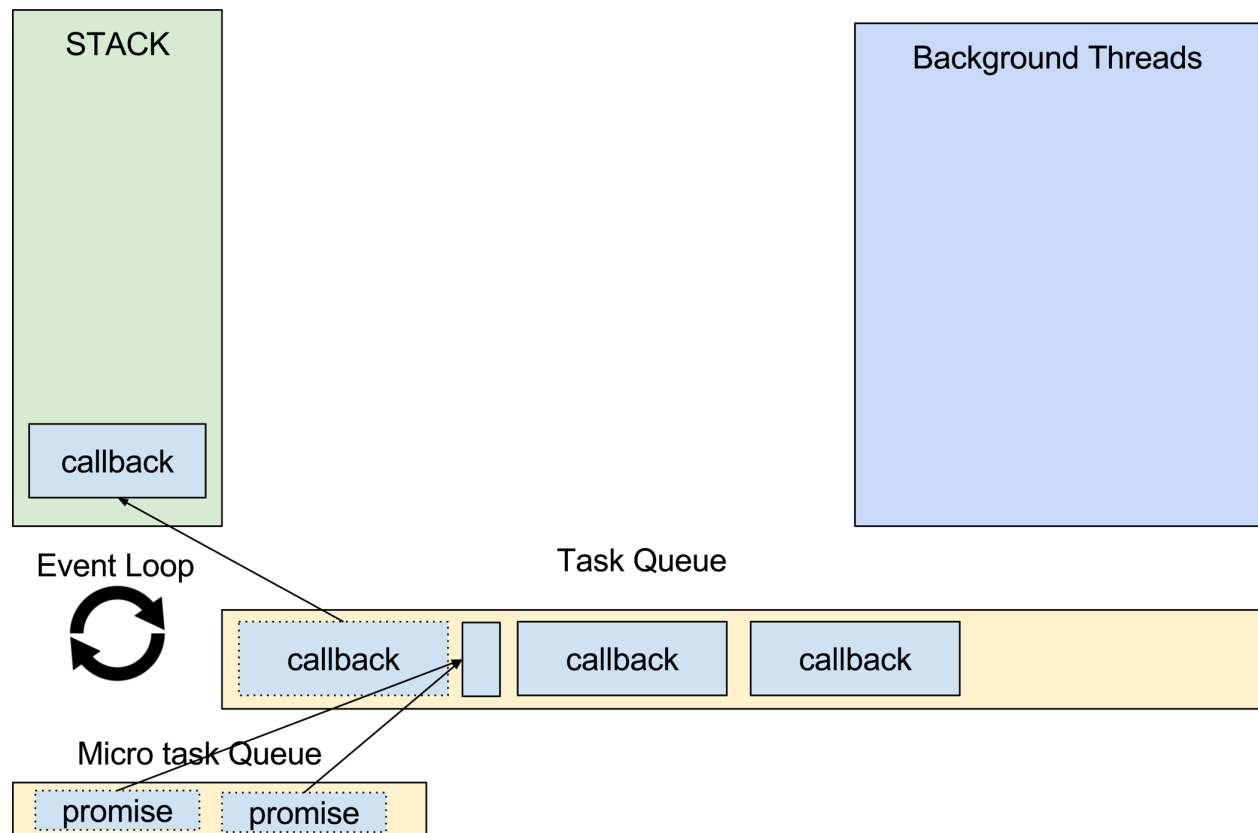 STACK
Background Threads
callback
Event Loop
Task Queue
callback
callback
callback
Micro task Queue
promise
promise